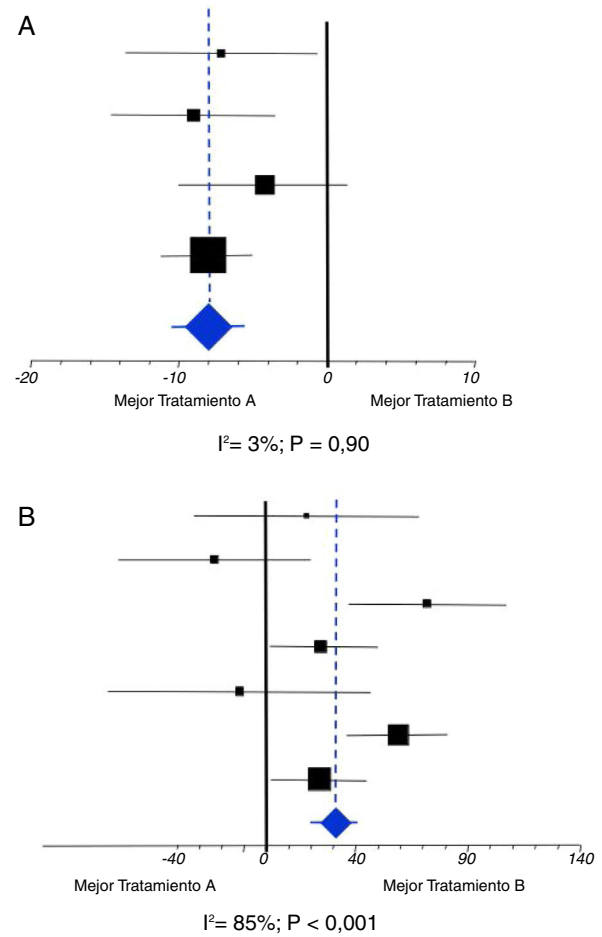 A
-20 -10 0 10
Mejor Tratamiento A Mejor Tratamiento B
I²= 3%; P = 0,90
B
-40 0 40 90 140
Mejor Tratamiento A Mejor Tratamiento B
I²= 85%; P < 0,001